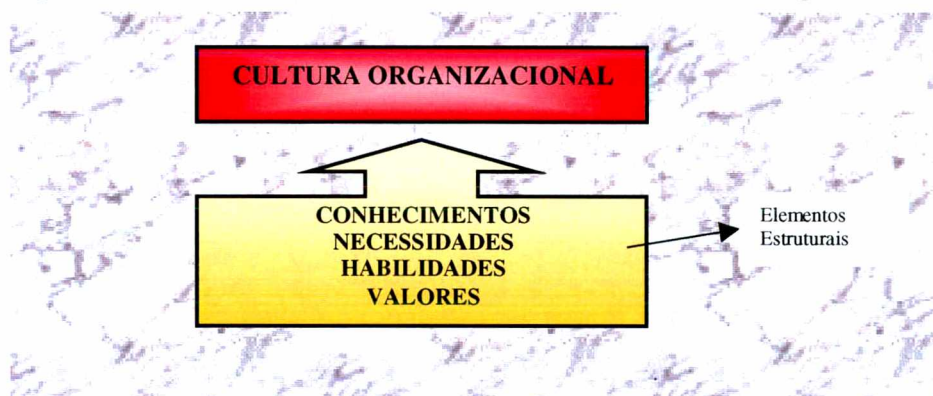 CULTURA ORGANIZACIONAL
CONHECIMENTOS
NECESSIDADES
HABILIDADES
VALORES
Elementos
Estruturais